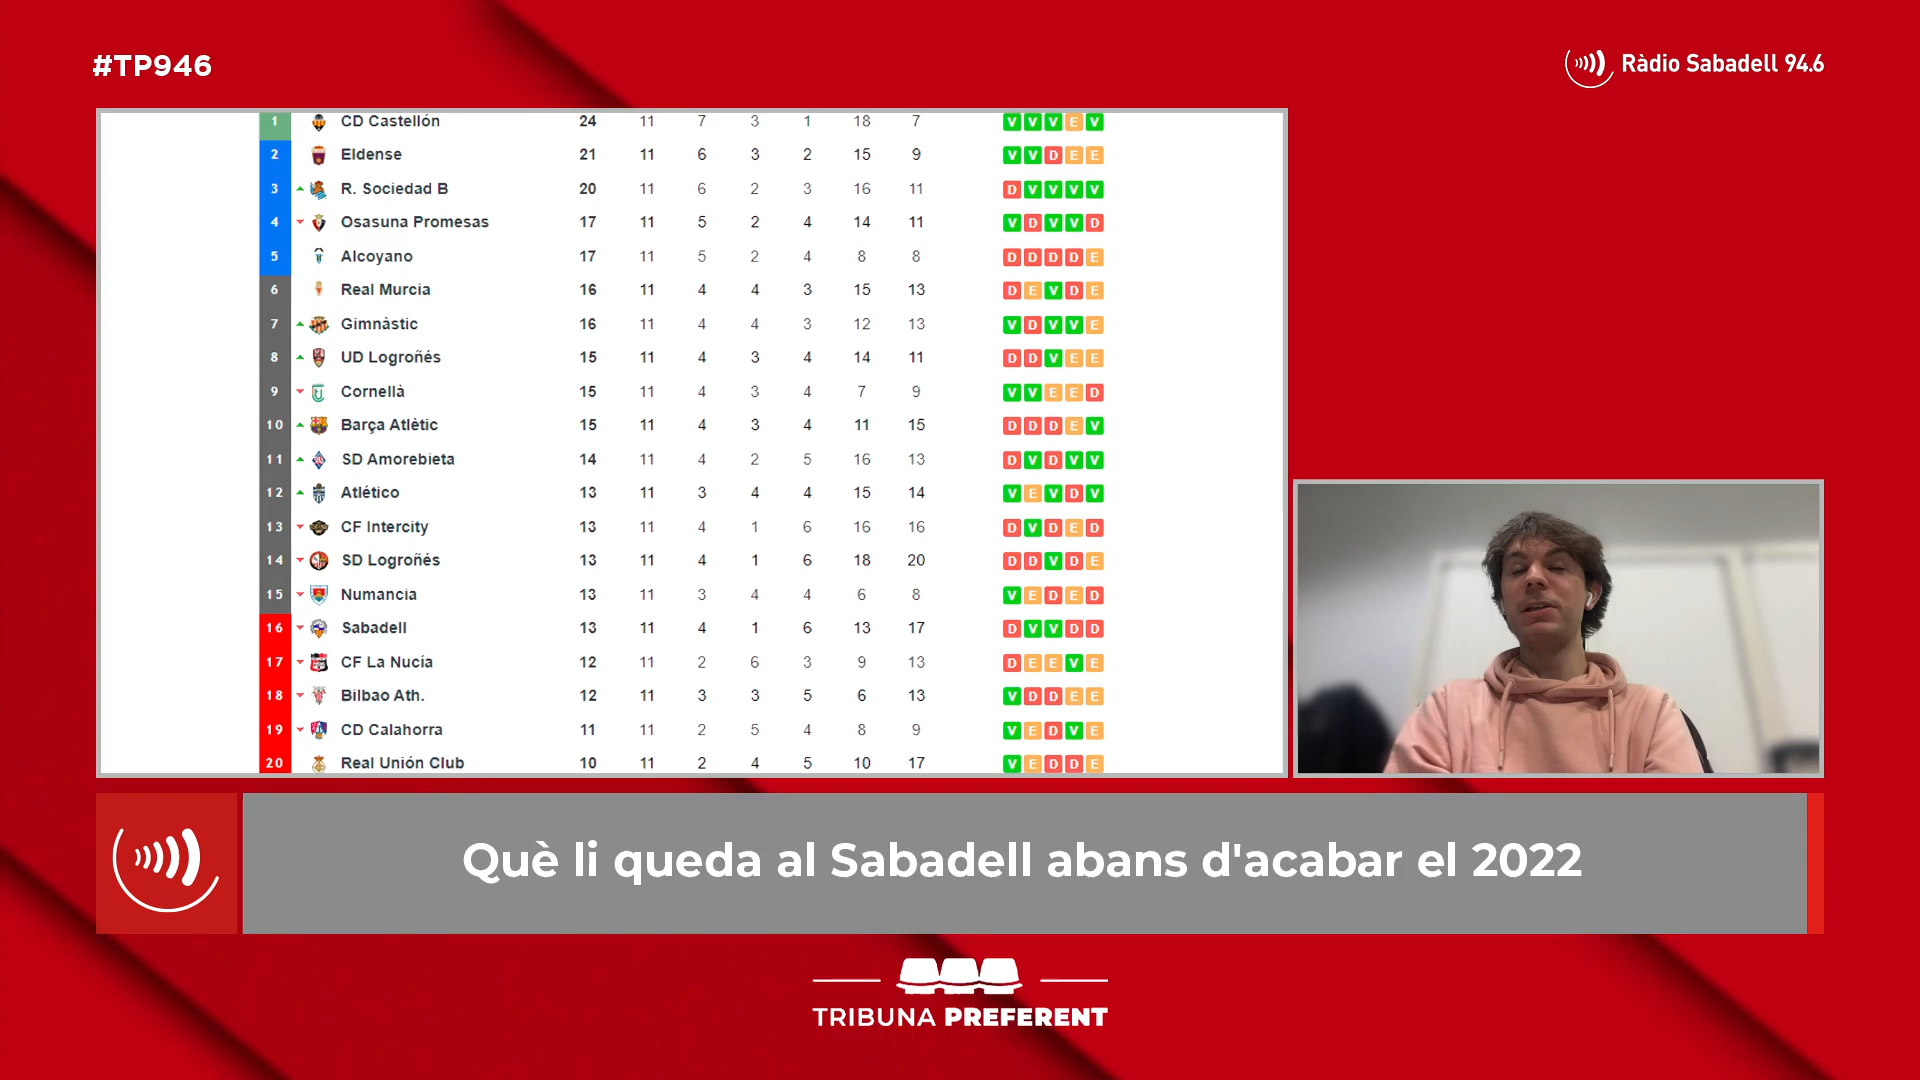 #TP946
Ràdio Sabadell 94.6
1 CD Castellón 24 11 7 3 1 18 7 V V V E V
2 Eldense 21 11 6 3 2 15 9 V V D E E
3 R. Sociedad B 20 11 6 2 3 16 11 D V V V V
4 Osasuna Promesas 17 11 5 2 4 14 11 V D V V D
5 Alcoyano 17 11 5 2 4 8 8 D D D D E
6 Real Murcia 16 11 4 4 3 15 13 D E V D E
7 Gimnàstic 16 11 4 4 3 12 13 V D V V E
8 UD Logroñés 15 11 4 3 4 14 11 D D V E E
9 Cornellà 15 11 4 3 4 7 9 V V E E D
10 Barça Atlètic 15 11 4 3 4 11 15 D D D E V
11 SD Amorebieta 14 11 4 2 5 16 13 D V D V V
12 Atlético 13 11 3 4 4 15 14 V E V D V
13 CF Intercity 13 11 4 1 6 16 16 D V D E D
14 SD Logroñés 13 11 4 1 6 18 20 D D V D E
15 Numancia 13 11 3 4 4 6 8 V E D E D
16 Sabadell 13 11 4 1 6 13 17 D V V D D
17 CF La Nucía 12 11 2 6 3 9 13 D E E V E
18 Bilbao Ath. 12 11 3 3 5 6 13 V D D E E
19 CD Calahorra 11 11 2 5 4 8 9 V E D V E
20 Real Unión Club 10 11 2 4 5 10 17 V E D D E
Què li queda al Sabadell abans d'acabar el 2022
TRIBUNA PREFERENT